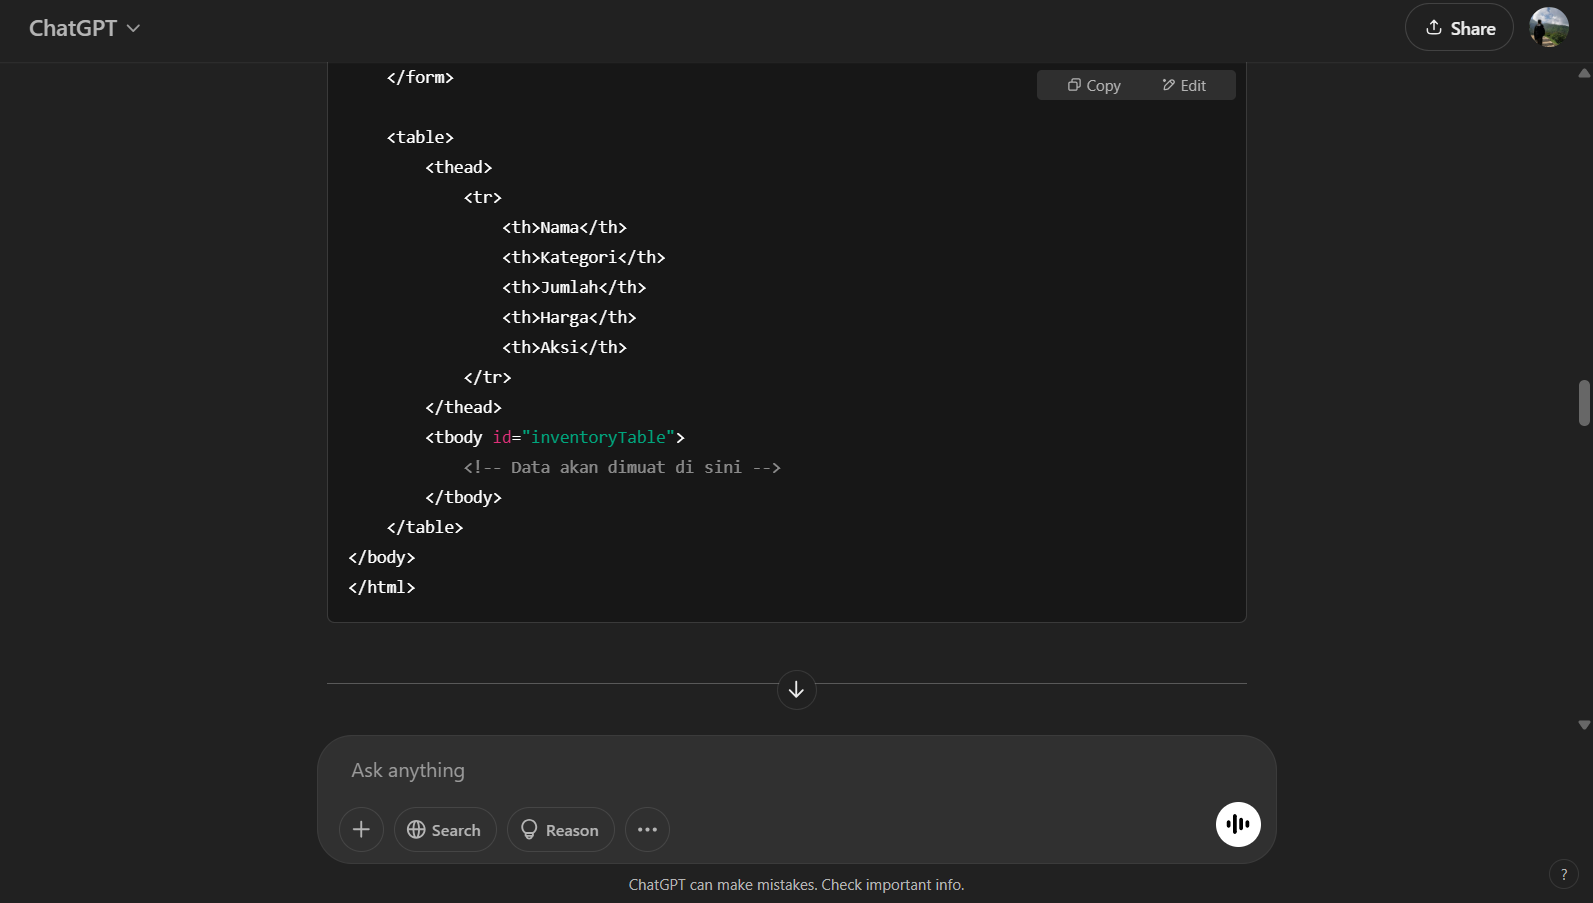 ChatGPT
Share
</form>
Copy
Edit
<table>
<thead>
<tr>
<th>Nama</th>
<th>Kategori</th>
<th>Jumlah</th>
<th>Harga</th>
<th>Aksi</th>
</tr>
</thead>
<tbody id="inventoryTable">
<!-- Data akan dimuat di sini -->
</tbody>
</table>
</body>
</html>
Ask anything
Search
Reason
ChatGPT can make mistakes. Check important info.
?